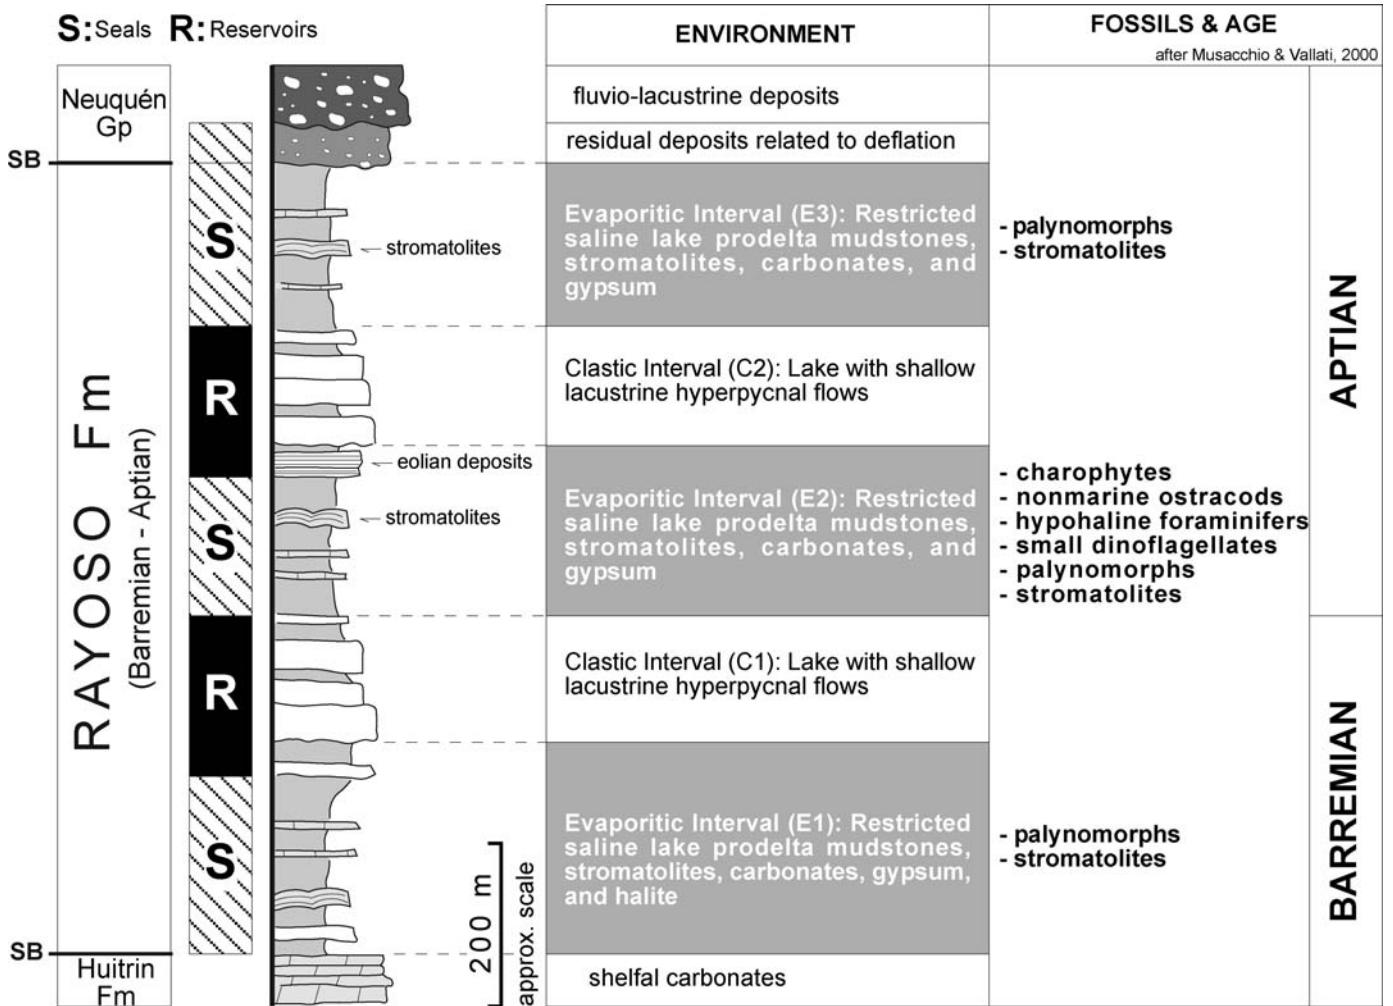 S:Seals R:Reservoirs
ENVIRONMENT
FOSSILS & AGE
after Musacchio & Vallati, 2000
Neuquén
Gp
SB
RAYOSO Fm
(Barremian - Aptian)
SB
Huitrin
Fm
S
R
S
R
S
stromatolites
eolian deposits
stromatolites
200 m
approx. scale
fluvio-lacustrine deposits
residual deposits related to deflation
Evaporitic Interval (E3): Restricted
saline lake prodelta mudstones,
stromatolites, carbonates, and
gypsum
Clastic Interval (C2): Lake with shallow
lacustrine hyperpycnal flows
Evaporitic Interval (E2): Restricted
saline lake prodelta mudstones,
stromatolites, carbonates, and
gypsum
Clastic Interval (C1): Lake with shallow
lacustrine hyperpycnal flows
Evaporitic Interval (E1): Restricted
saline lake prodelta mudstones,
stromatolites, carbonates, gypsum,
and halite
shelfal carbonates
- palynomorphs
- stromatolites
- charophytes
- nonmarine ostracods
- hypohaline foraminifers
- small dinoflagellates
- palynomorphs
- stromatolites
- palynomorphs
- stromatolites
APTIAN
BARREMIAN